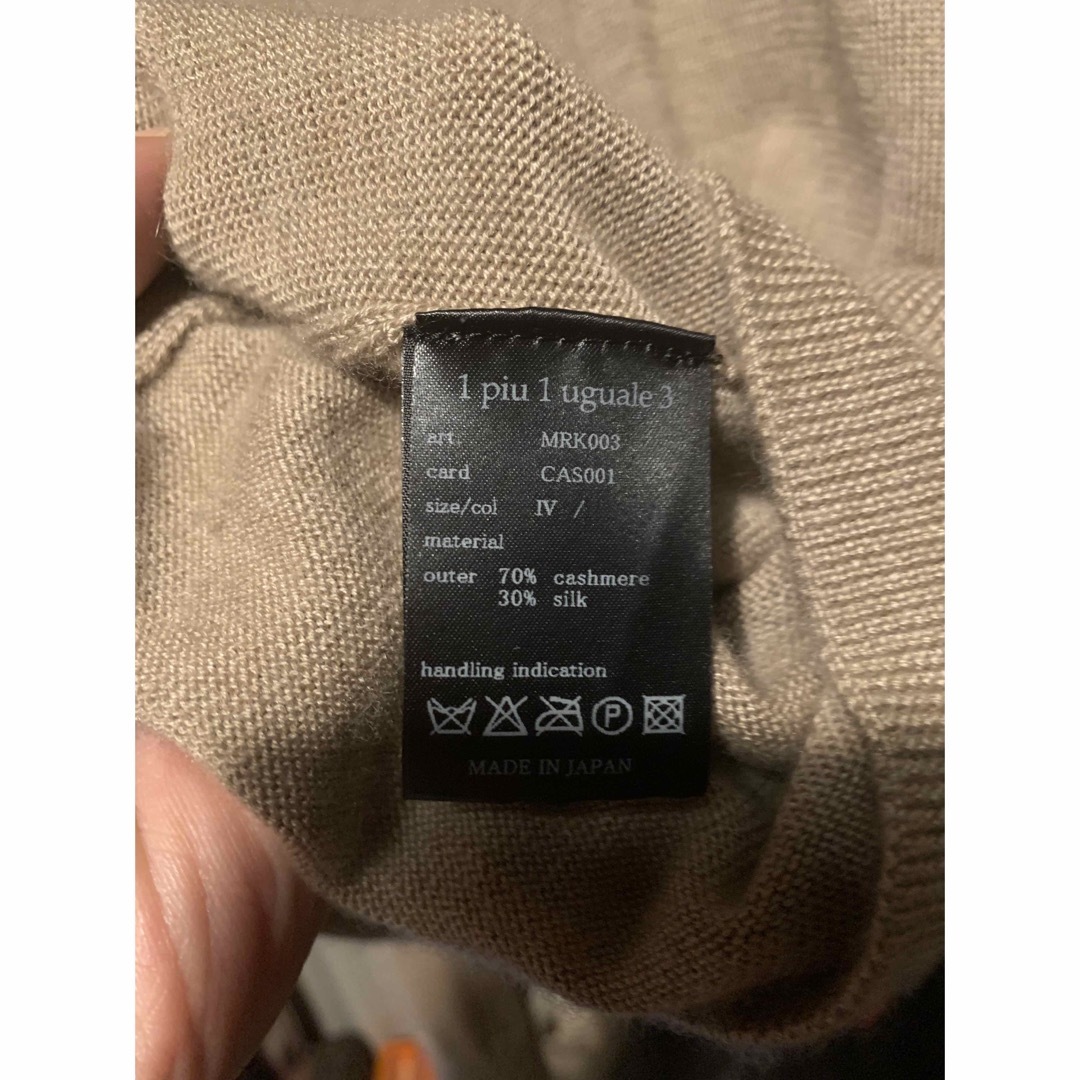 1 piu 1 uguale 3
art MRK003
card CAS001
size/col IV /
material
outer 70% cashmere
30% silk
handling indication
P
MADE IN JAPAN